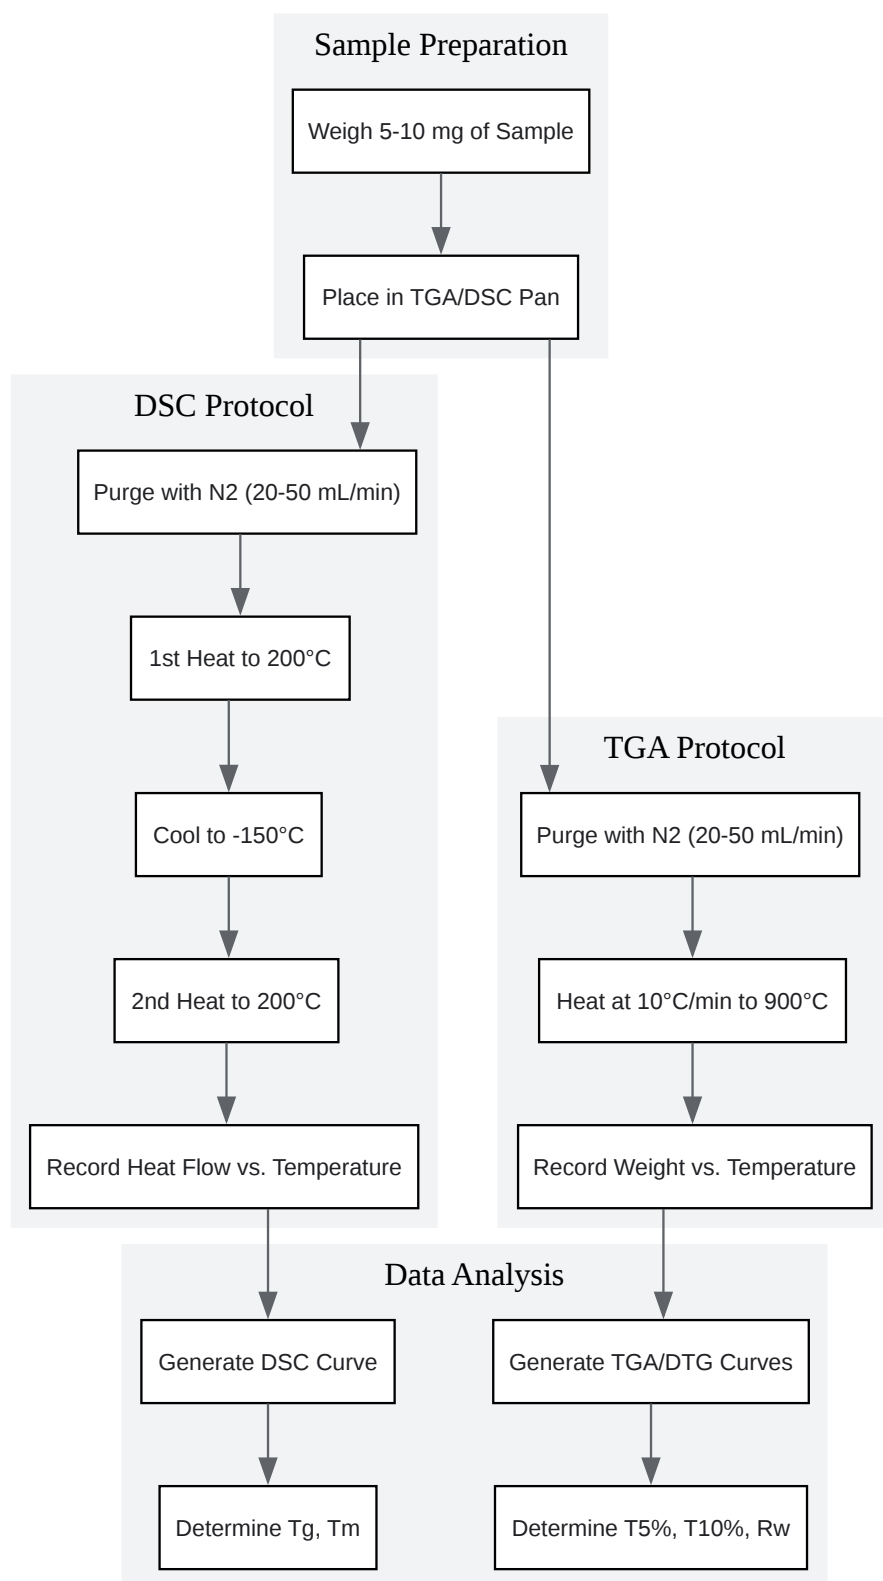 Sample Preparation
Weigh 5-10 mg of Sample
Place in TGA/DSC Pan
DSC Protocol
Purge with N2 (20-50 mL/min)
1st Heat to 200°C
Cool to -150°C
2nd Heat to 200°C
Record Heat Flow vs. Temperature
TGA Protocol
Purge with N2 (20-50 mL/min)
Heat at 10°C/min to 900°C
Record Weight vs. Temperature
Data Analysis
Generate DSC Curve
Determine Tg, Tm
Generate TGA/DTG Curves
Determine T5%, T10%, Rw